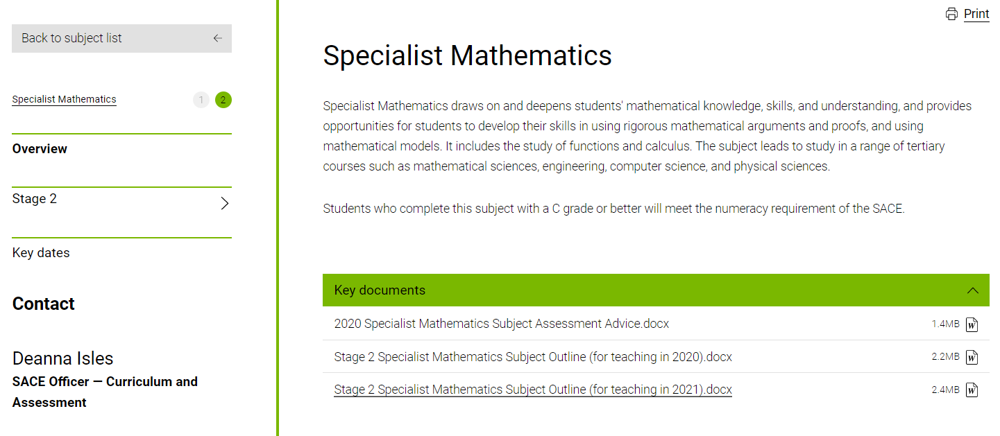 Print
Back to subject list
Specialist Mathematics
1
2
Overview
Stage 2
Key dates
Contact
Deanna Isles
SACE Officer — Curriculum and
Assessment
Specialist Mathematics
Specialist Mathematics draws on and deepens students' mathematical knowledge, skills, and understanding, and provides
opportunities for students to develop their skills in using rigorous mathematical arguments and proofs, and using
mathematical models. It includes the study of functions and calculus. The subject leads to study in a range of tertiary
courses such as mathematical sciences, engineering, computer science, and physical sciences.
Students who complete this subject with a C grade or better will meet the numeracy requirement of the SACE.
Key documents
2020 Specialist Mathematics Subject Assessment Advice.docx 1.4MB W
Stage 2 Specialist Mathematics Subject Outline (for teaching in 2020).docx 2.2MB W
Stage 2 Specialist Mathematics Subject Outline (for teaching in 2021).docx 2.4MB W